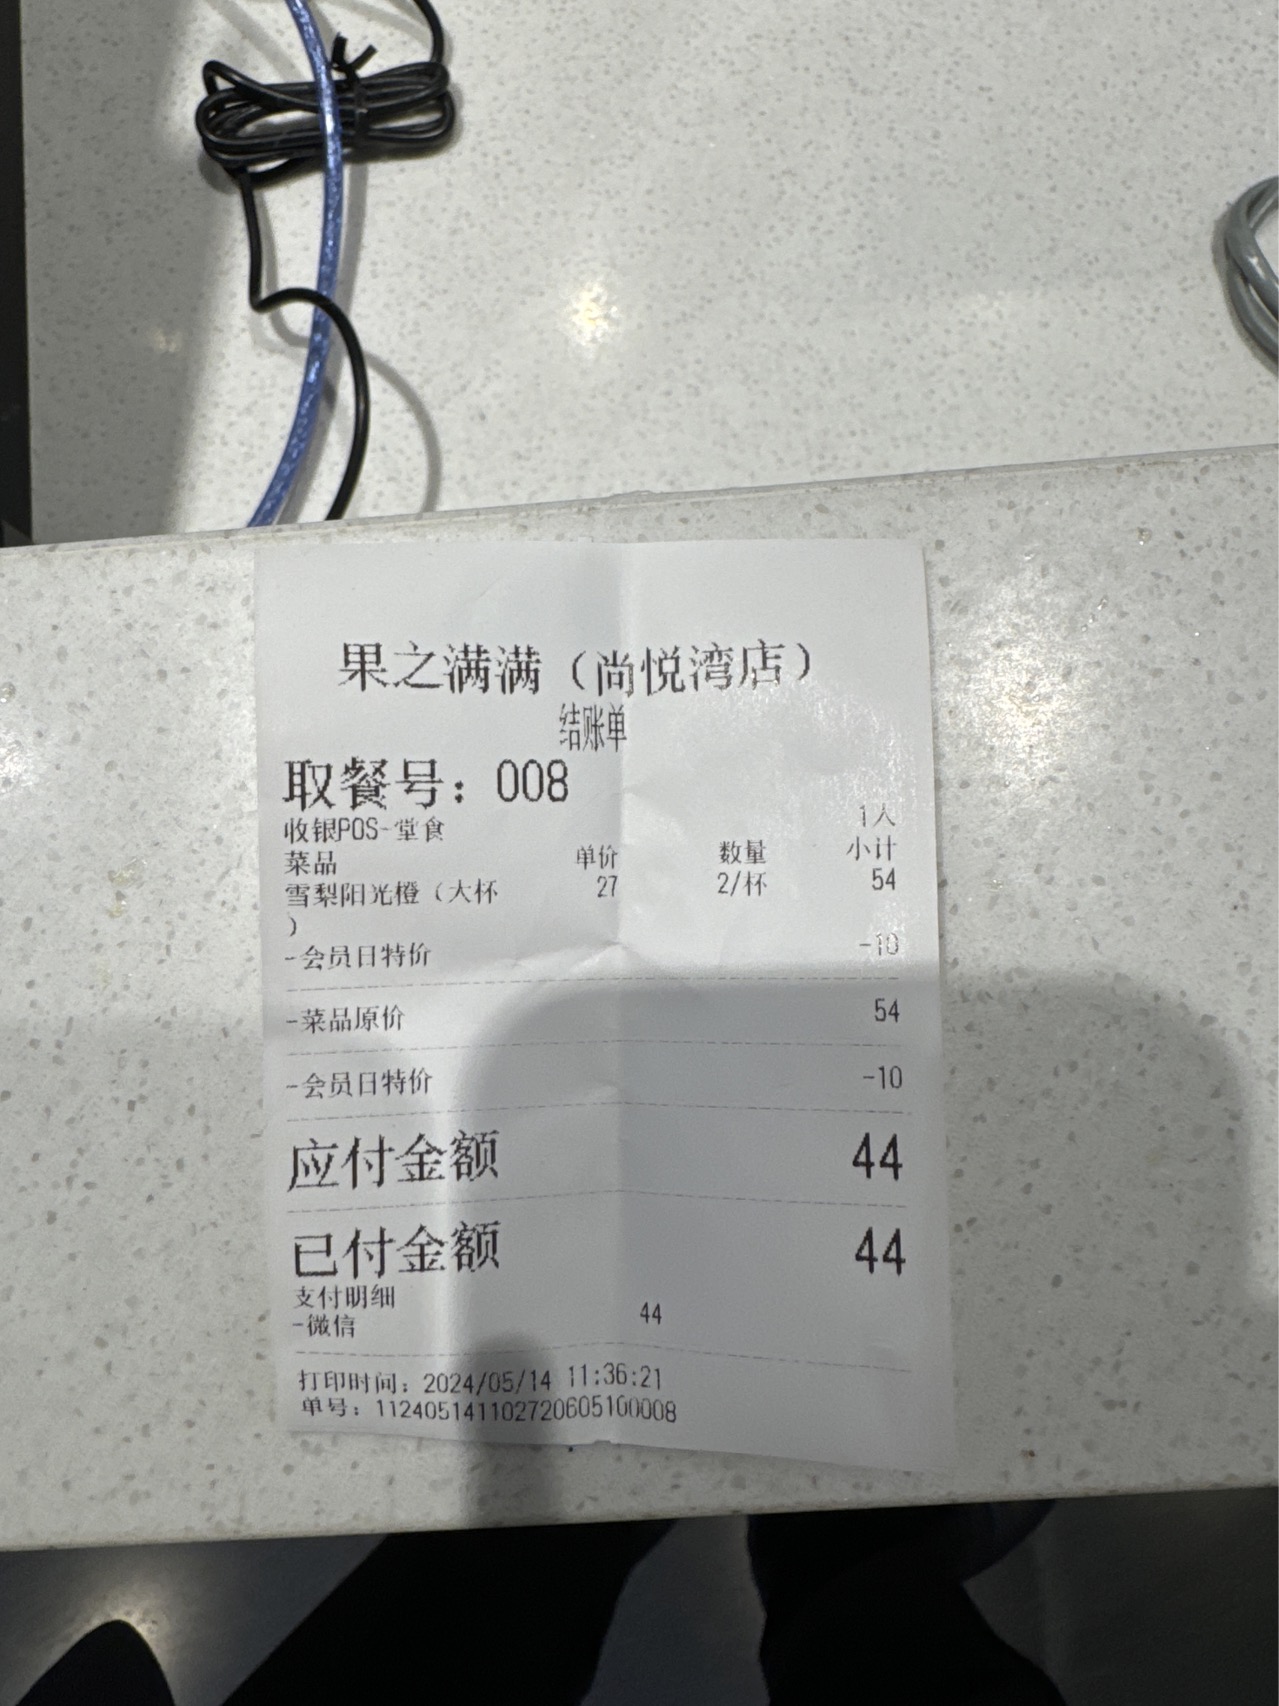 果之满满（尚悦湾店）
结账单
取餐号：008
收银POS-堂食 1人
菜品 单价 数量 小计
雪梨阳光橙（大杯 27 2/杯 54
）
-会员日特价 -10
-菜品原价 54
-会员日特价 -10
应付金额 44
已付金额 44
支付明细
-微信 44
打印时间：2024/05/14 11:36:21
单号：112405141102720605100008